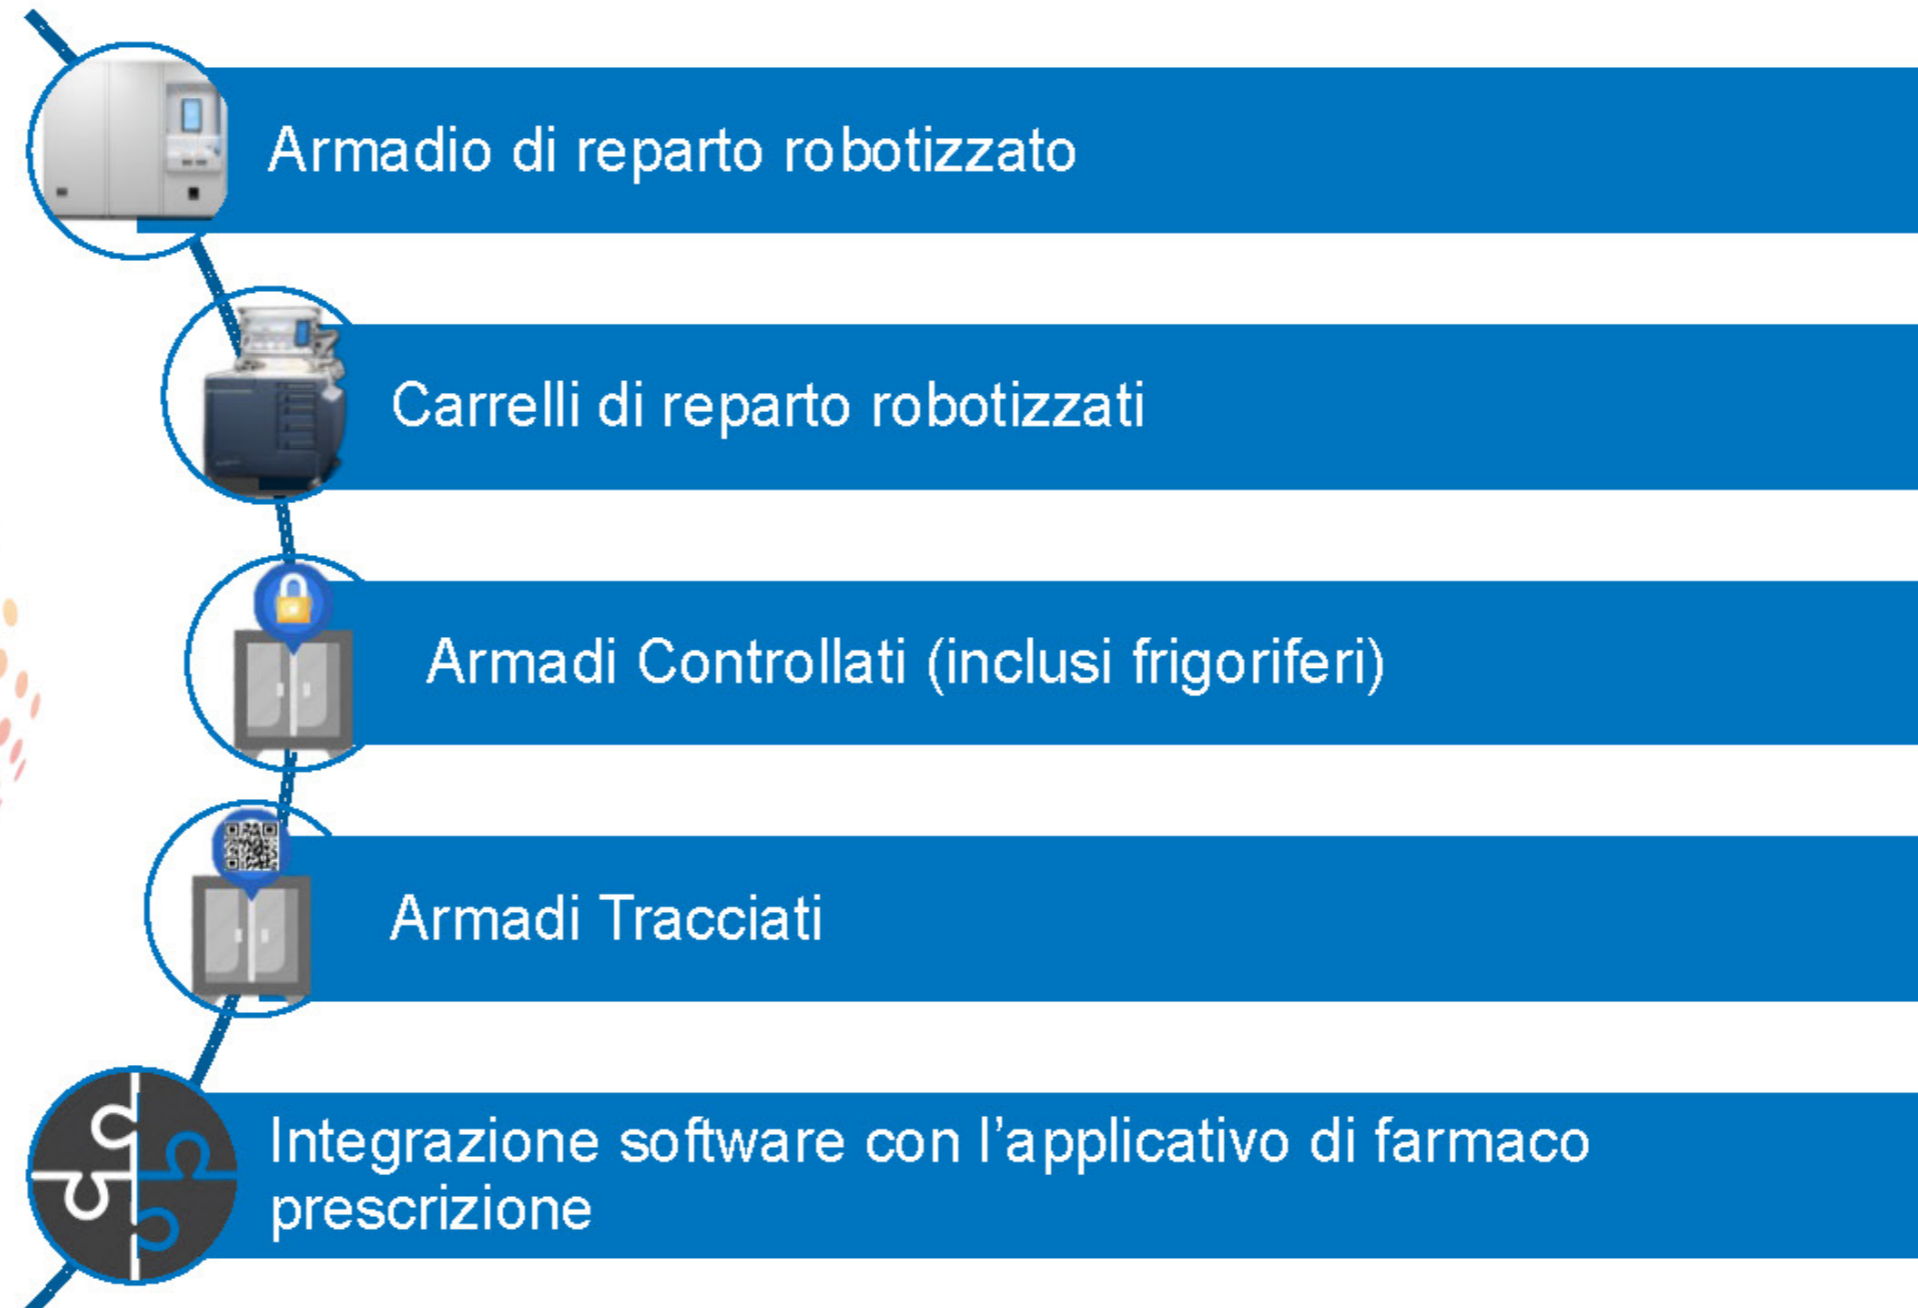 Armadio di reparto robotizzato
Carrelli di reparto robotizzati
Armadi Controllati (inclusi frigoriferi)
Armadi Tracciati
Integrazione software con l’applicativo di farmaco
prescrizione